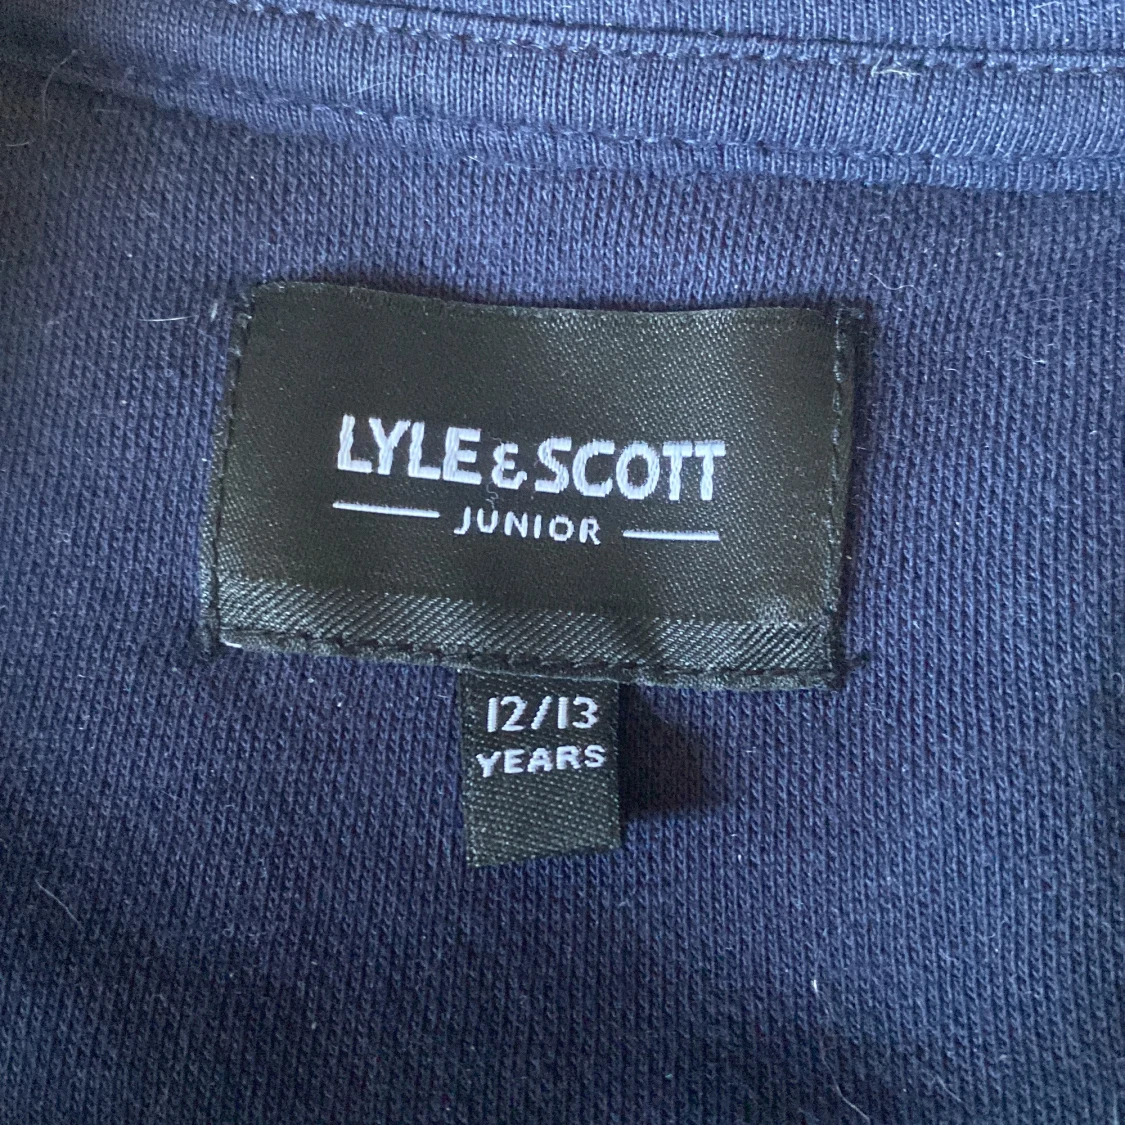 LYLE & SCOTT
JUNIOR
12/13
YEARS